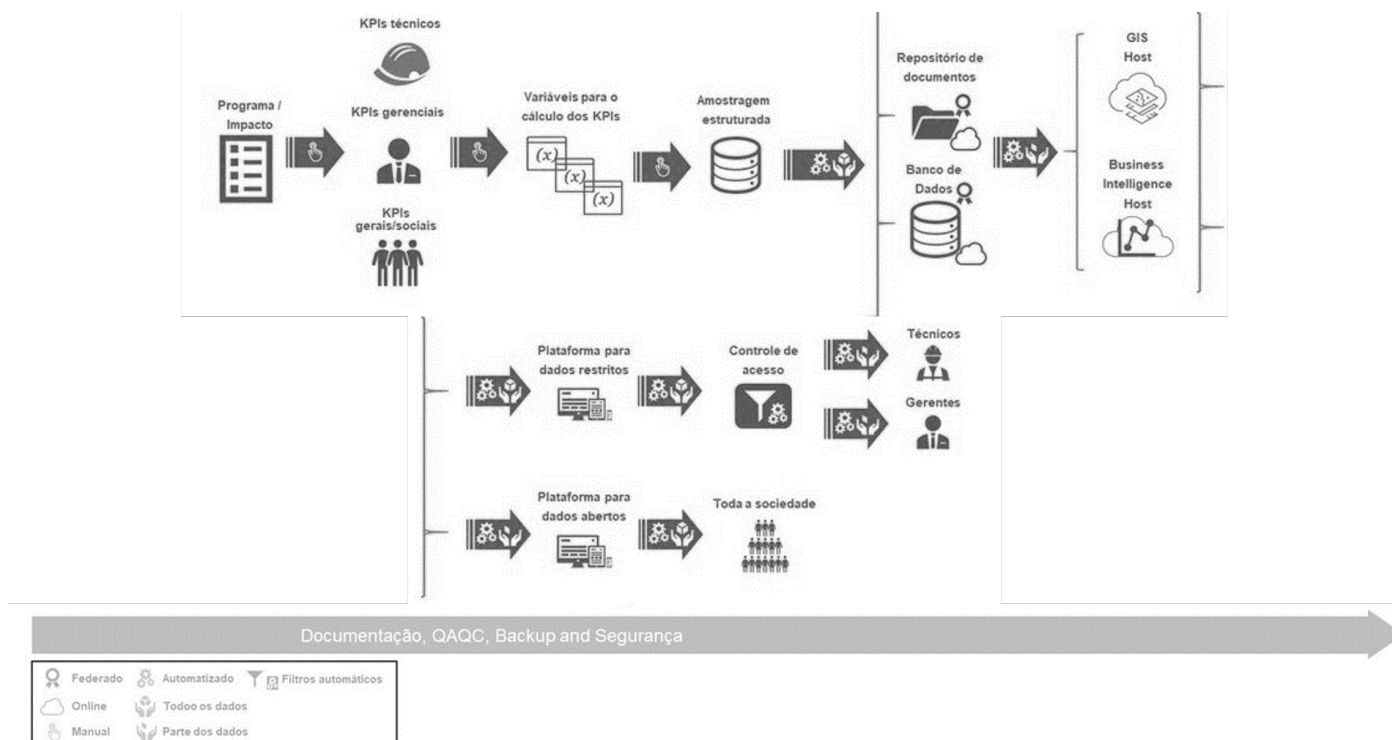 Programa /
Impacto
KPIs técnicos
KPIs gerenciais
KPIs
gerais/sociais
Variáveis para o
cálculo dos KPIs
(x)
(x)
(x)
Amostragem
estruturada
Repositório de
documentos
Banco de
Dados
GIS
Host
Business
Intelligence
Host
Plataforma para
dados restritos
Controle de
acesso
Técnicos
Gerentes
Plataforma para
dados abertos
Toda a sociedade
Documentação, QAQC, Backup and Segurança
Federado
Automatizado
Filtros automáticos
Online
Todoo os dados
Manual
Parte dos dados